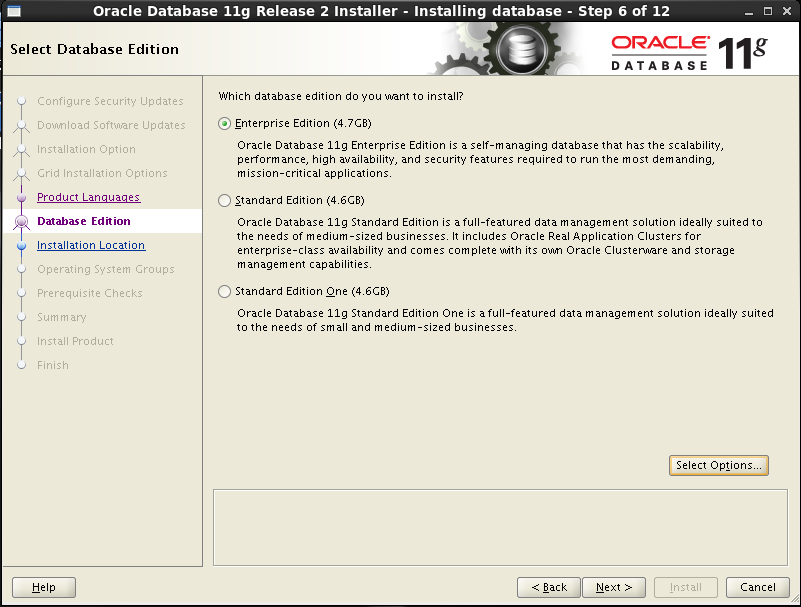 Oracle Database 11g Release 2 Installer - Installing database - Step 6 of 12
Select Database Edition
ORACLE
DATABASE 11g
Configure Security Updates
Download Software Updates
Installation Option
Grid Installation Options
Product Languages
Database Edition
Installation Location
Operating System Groups
Prerequisite Checks
Summary
Install Product
Finish
Which database edition do you want to install?
Enterprise Edition (4.7GB)
Oracle Database 11g Enterprise Edition is a self-managing database that has the scalability,
performance, high availability, and security features required to run the most demanding,
mission-critical applications.
Standard Edition (4.6GB)
Oracle Database 11g Standard Edition is a full-featured data management solution ideally suited to
the needs of medium-sized businesses. It includes Oracle Real Application Clusters for
enterprise-class availability and comes complete with its own Oracle Clusterware and storage
management capabilities.
Standard Edition One (4.6GB)
Oracle Database 11g Standard Edition One is a full-featured data management solution ideally suited
to the needs of small and medium-sized businesses.
Select Options...
Help
< Back
Next >
Install
Cancel